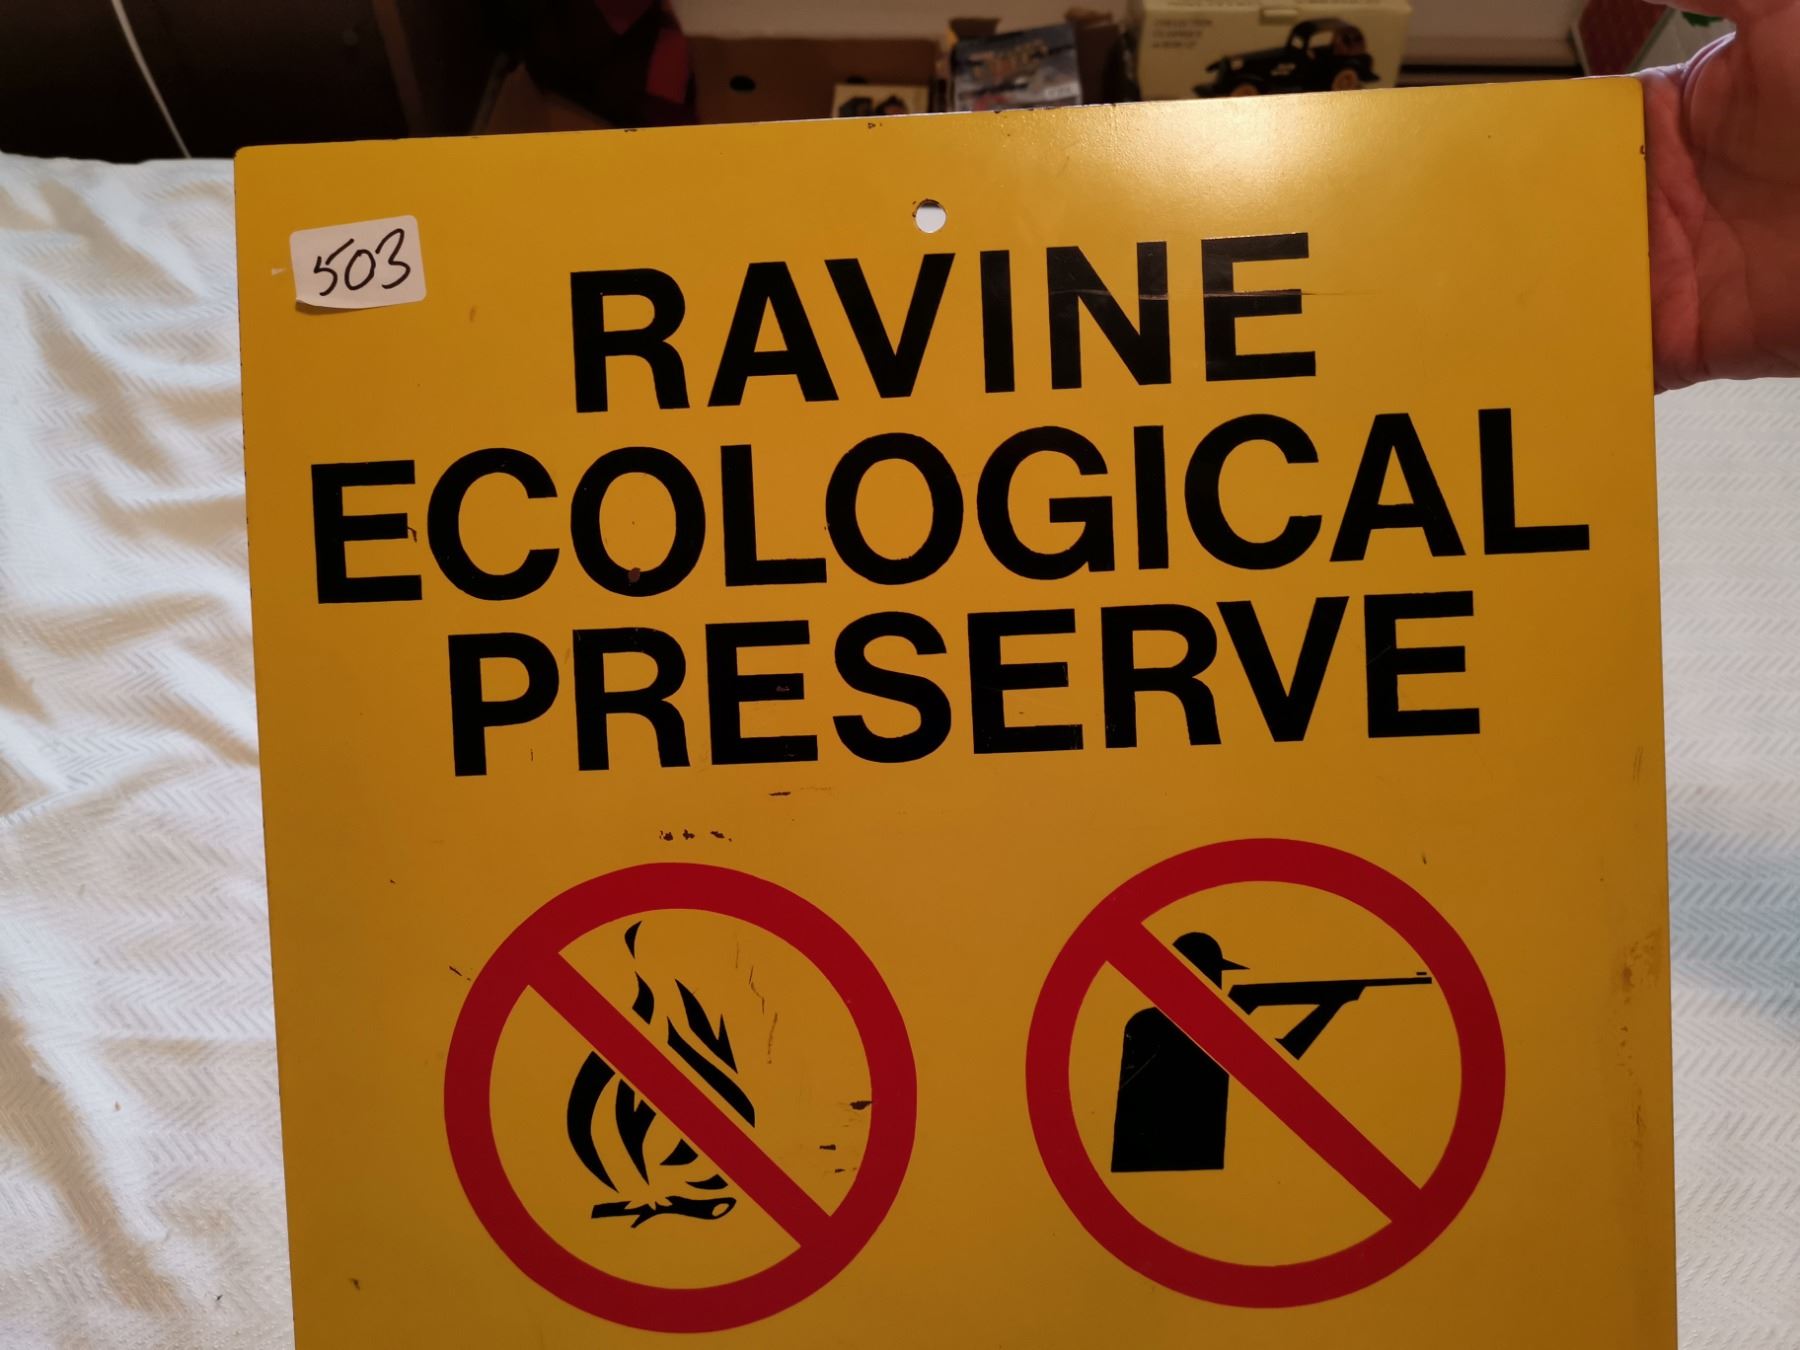 503
RAVINE
ECOLOGICAL
PRESERVE